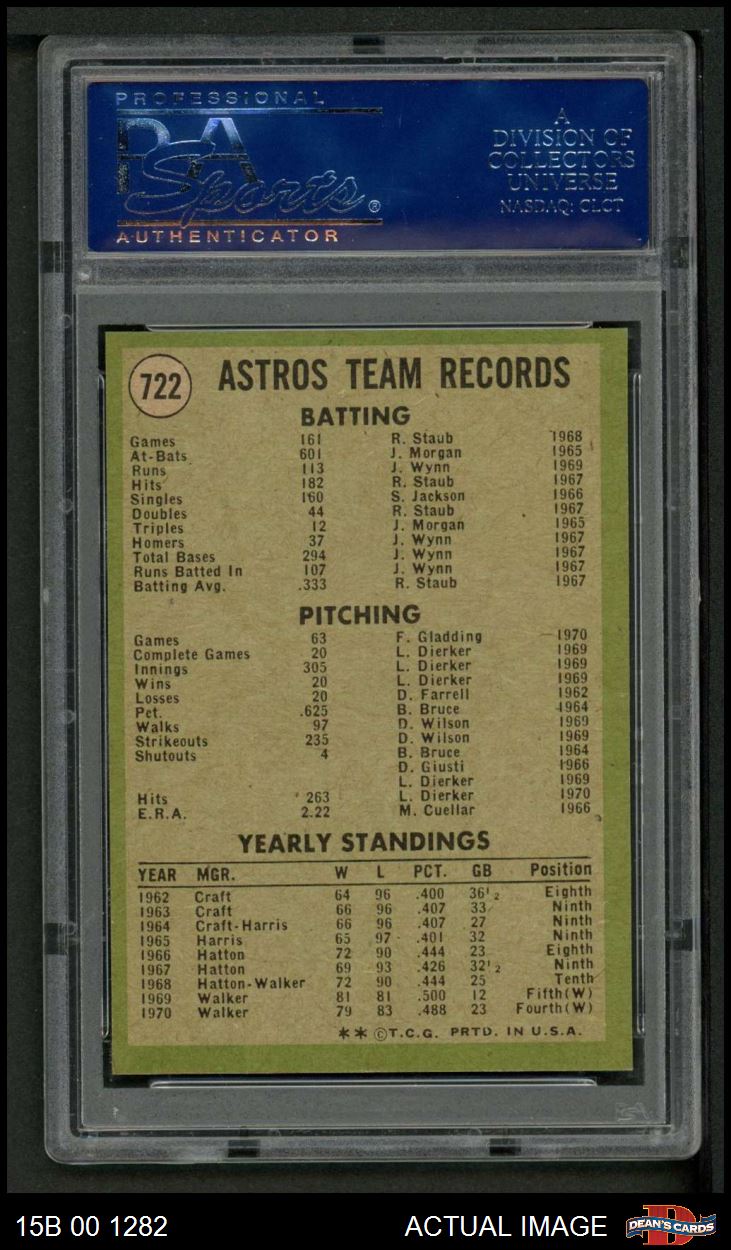 PROFESSIONAL
PSA
Sports ®
AUTHENTICATOR
A
DIVISION OF
COLLECTORS
UNIVERSE
NASDAQ: CLCT
722 ASTROS TEAM RECORDS
BATTING
Games 161 R. Staub 1968
At-Bats 601 J. Morgan 1965
Runs 113 J. Wynn 1969
Hits 182 R. Staub 1967
Singles 160 S. Jackson 1966
Doubles 44 R. Staub 1967
Triples 12 J. Morgan 1965
Homers 37 J. Wynn 1967
Total Bases 294 J. Wynn 1967
Runs Batted In 107 J. Wynn 1967
Batting Avg. .333 R. Staub 1967
PITCHING
Games 63 F. Gladding 1970
Complete Games 20 L. Dierker 1969
Innings 305 L. Dierker 1969
Wins 20 L. Dierker 1969
Losses 20 D. Farrell 1962
Pct. .625 B. Bruce 1964
Walks 97 D. Wilson 1969
Strikeouts 235 D. Wilson 1969
Shutouts 4 B. Bruce 1964
D. Giusti 1966
L. Dierker 1969
Hits 263 L. Dierker 1970
E.R.A. 2.22 M. Cuellar 1966
YEARLY STANDINGS
YEAR MGR. W L PCT. GB Position
1962 Craft 64 96 .400 36½ Eighth
1963 Craft 66 96 .407 33 Ninth
1964 Craft-Harris 66 96 .407 27 Ninth
1965 Harris 65 97 .401 32 Ninth
1966 Hatton 72 90 .444 23 Eighth
1967 Hatton 69 93 .426 32½ Ninth
1968 Hatton-Walker 72 90 .444 25 Tenth
1969 Walker 81 81 .500 12 Fifth(W)
1970 Walker 79 83 .488 23 Fourth(W)
** ©T.C.G. PRTD. IN U.S.A.
15B 00 1282 ACTUAL IMAGE DEAN'S CARDS